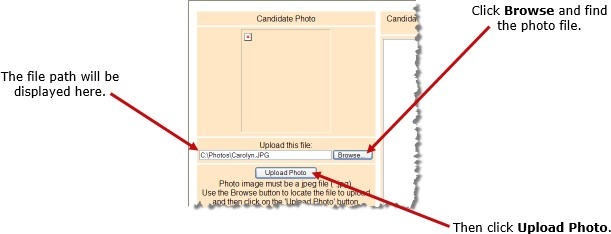 Click Browse and find
the photo file.
Candidate Photo
Candida
The file path will be
displayed here.
Upload this file:
C:\Photos\Carolyn.JPG
Browse...
Upload Photo
Photo image must be a jpeg file (*.jpg)
Use the Browse button to locate the file to upload
and then click on the 'Upload Photo' button
Then click Upload Photo.